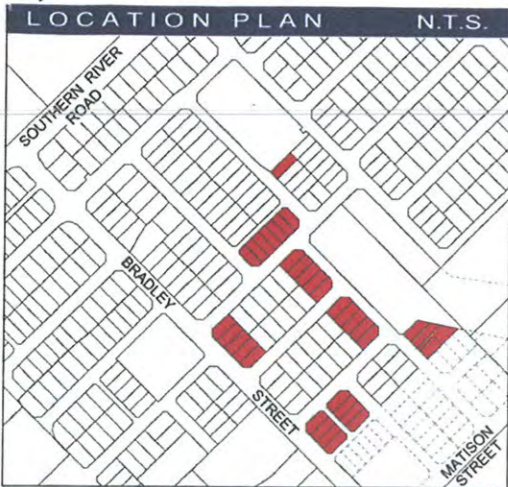 LOCATION PLAN N.T.S.
SOUTHERN RIVER
ROAD
BRADLEY
STREET
MATISON
STREET